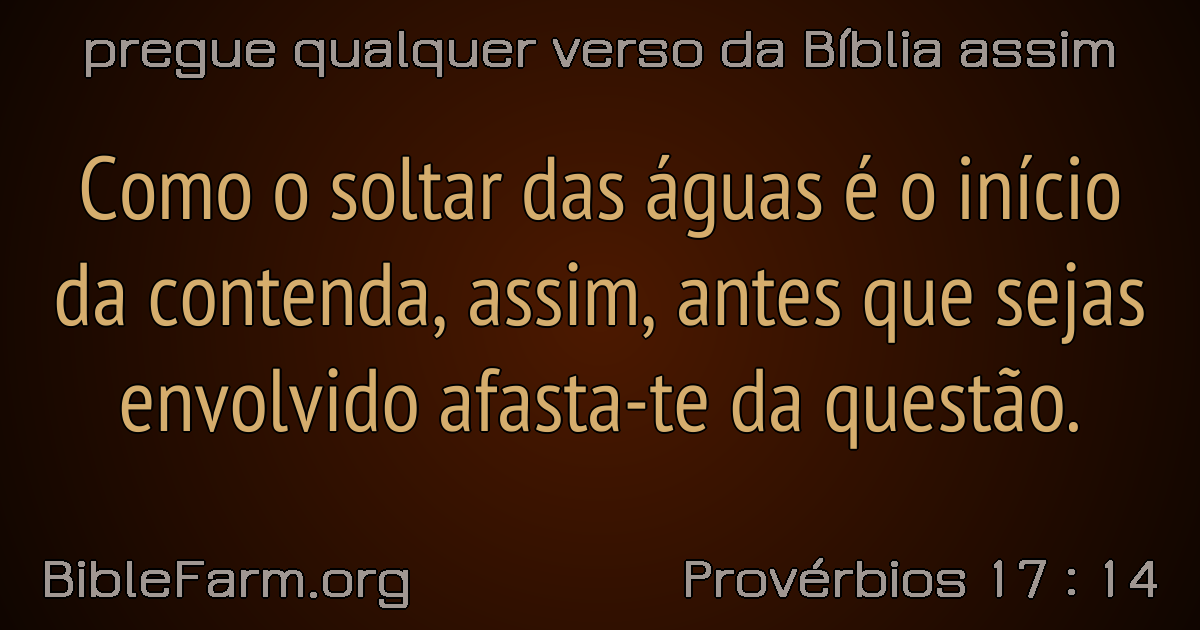 pregue qualquer verso da Bíblia assim
Como o soltar das águas é o início
da contenda, assim, antes que sejas
envolvido afasta-te da questão.
BibleFarm.org
Provérbios 17 : 14